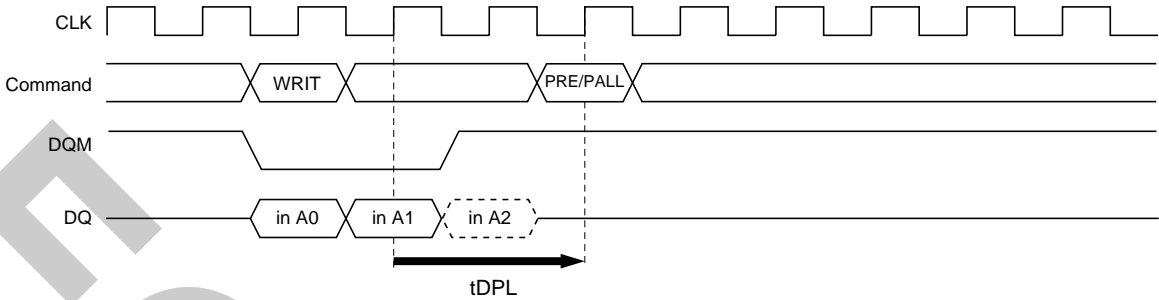 CLK
Command WRIT PRE/PALL
DQM
DQ in A0 in A1 in A2
tDPL